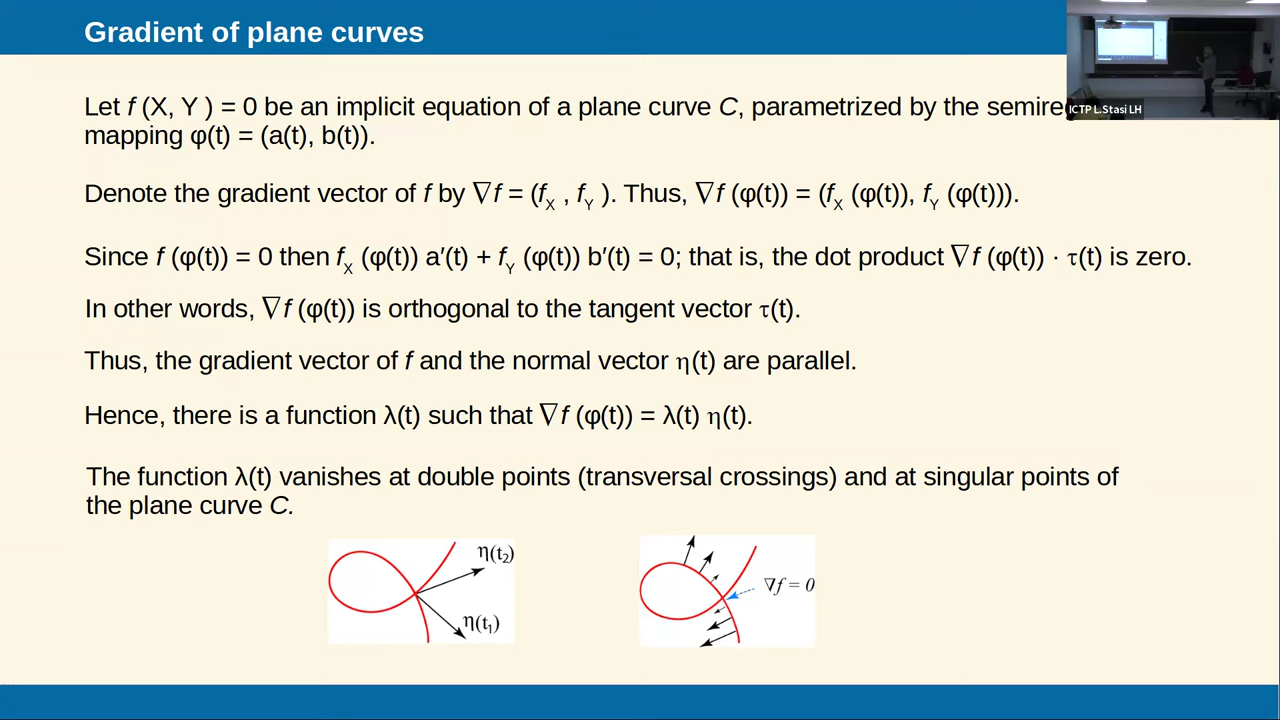 Gradient of plane curves
Let f (X, Y ) = 0 be an implicit equation of a plane curve C, parametrized by the
mapping φ(t) = (a(t), b(t)).
Denote the gradient vector of f by ∇f = (f_X , f_Y ). Thus, ∇f (φ(t)) = (f_X (φ(t)), f_Y (φ(t))).
Since f (φ(t)) = 0 then f_X (φ(t)) a′(t) + f_Y (φ(t)) b′(t) = 0; that is, the dot product ∇f (φ(t)) · τ(t) is zero.
In other words, ∇f (φ(t)) is orthogonal to the tangent vector τ(t).
Thus, the gradient vector of f and the normal vector η(t) are parallel.
Hence, there is a function λ(t) such that ∇f (φ(t)) = λ(t) η(t).
The function λ(t) vanishes at double points (transversal crossings) and at singular points of
the plane curve C.
η(t₂)
η(t₁)
∇f = 0
ICTP L.Stasi LH